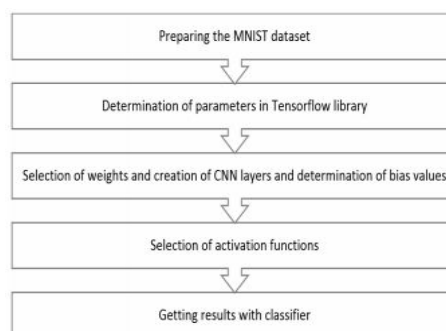 Preparing the MNIST dataset
Determination of parameters in Tensorflow library
Selection of weights and creation of CNN layers and determination of bias values
Selection of activation functions
Getting results with classifier